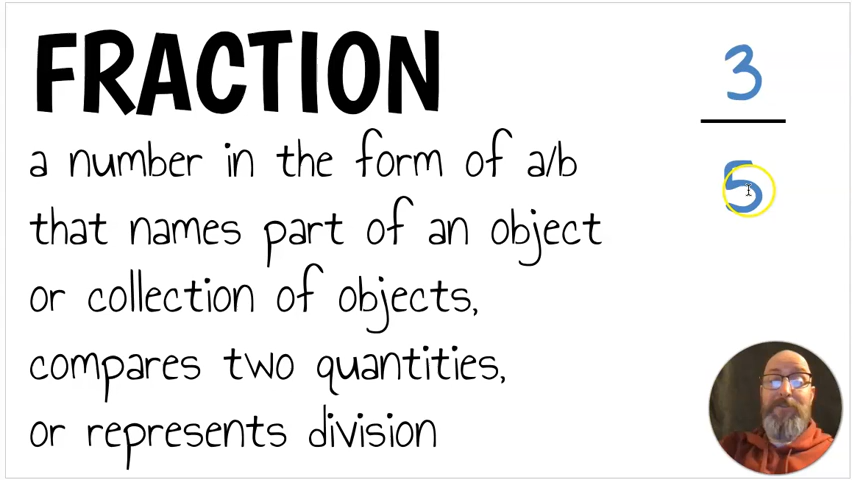 FRACTION
a number in the form of a/b
that names part of an object
or collection of objects,
compares two quantities,
or represents division
3
5